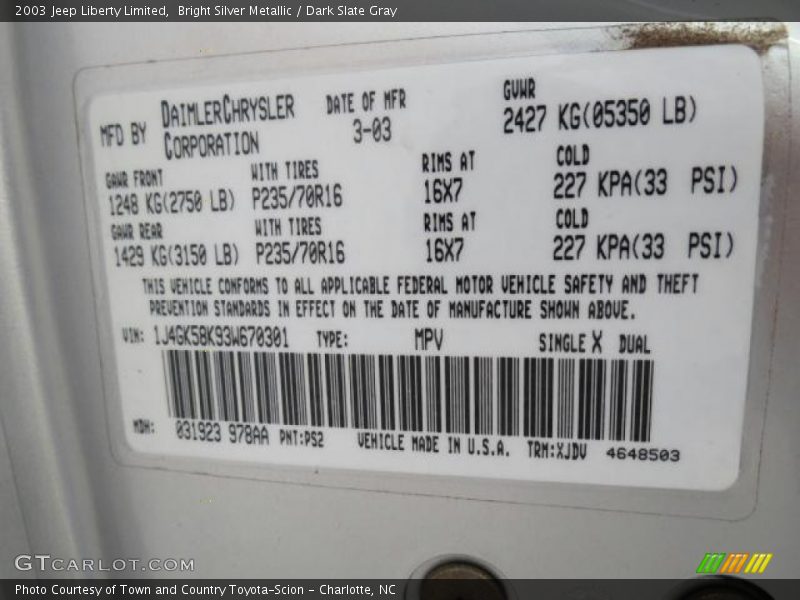 2003 Jeep Liberty Limited,  Bright Silver Metallic / Dark Slate Gray
MFD BY DAIMLERCHRYSLER CORPORATION DATE OF MFR 3-03 GVWR 2427 KG(05350 LB)
GAWR FRONT WITH TIRES RIMS AT COLD
1248 KG(2750 LB) P235/70R16 16X7 227 KPA(33 PSI)
GAWR REAR WITH TIRES RIMS AT COLD
1429 KG(3150 LB) P235/70R16 16X7 227 KPA(33 PSI)
THIS VEHICLE CONFORMS TO ALL APPLICABLE FEDERAL MOTOR VEHICLE SAFETY AND THEFT
PREVENTION STANDARDS IN EFFECT ON THE DATE OF MANUFACTURE SHOWN ABOVE.
VIN: 1J4GK58K93W670301 TYPE: MPV SINGLE X DUAL
MDH: 031923 978AA PNT:PS2 VEHICLE MADE IN U.S.A. TRM:XJDV 4648503
GTCARLOT.COM
Photo Courtesy of Town and Country Toyota-Scion - Charlotte, NC